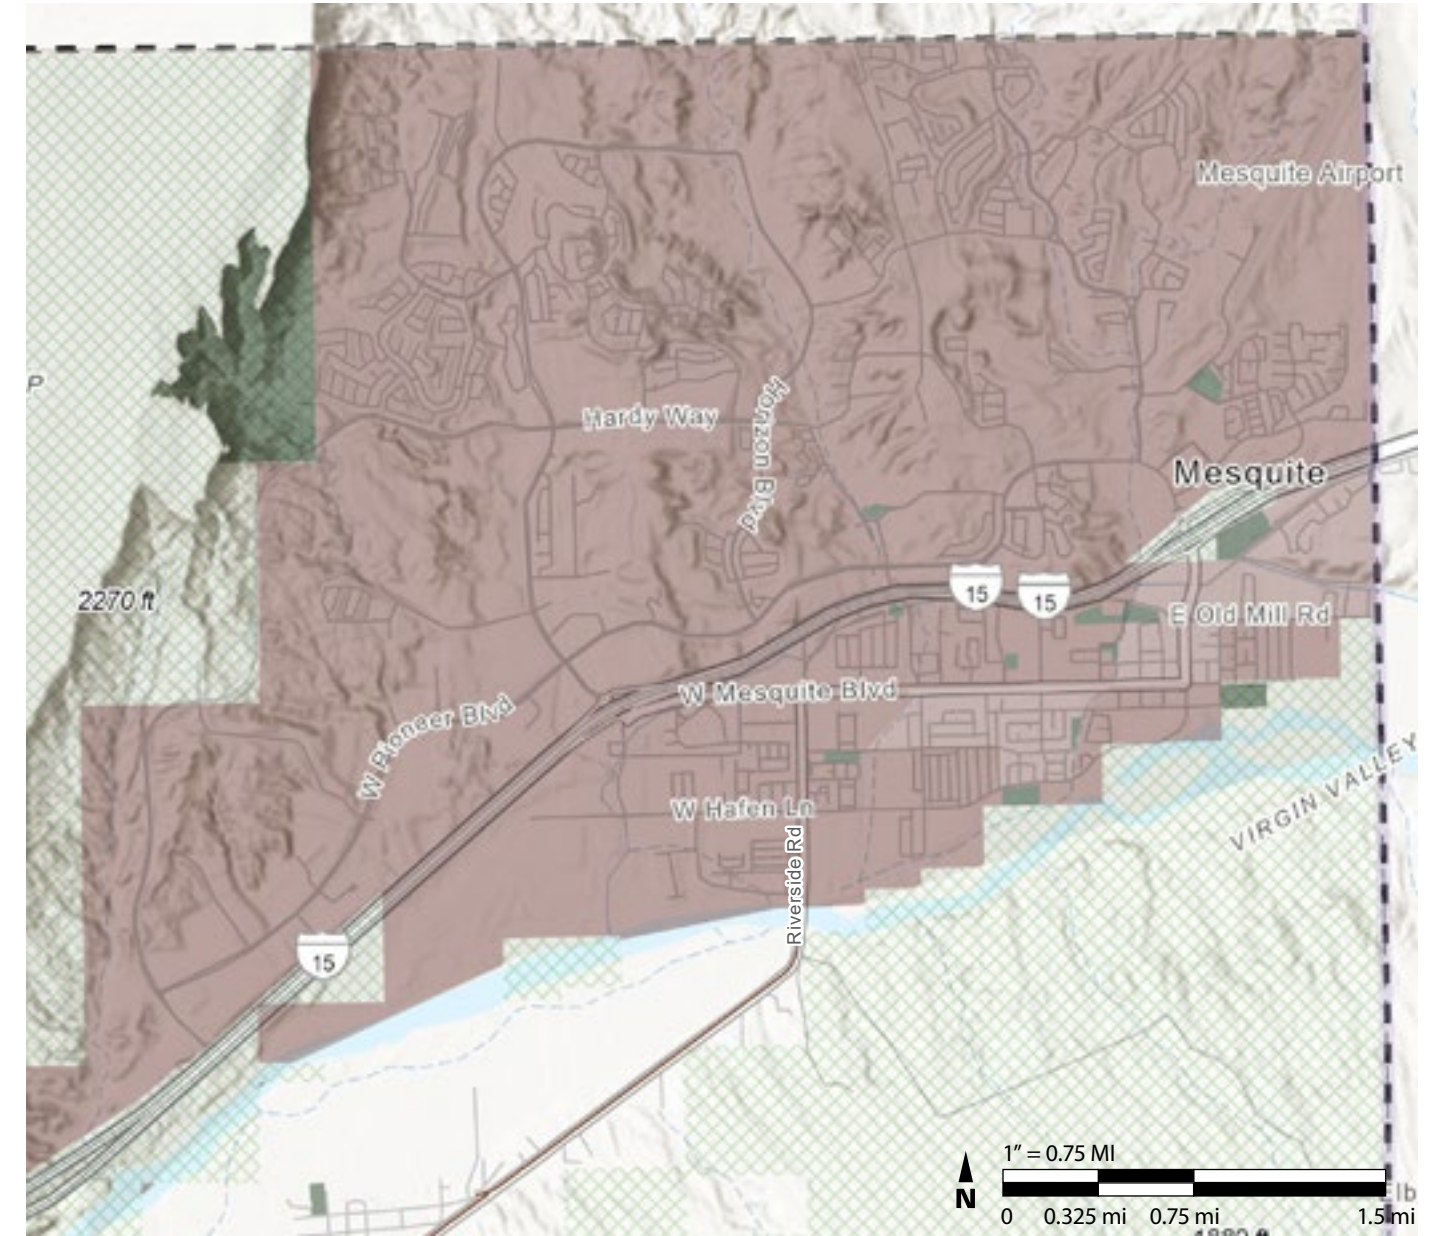 Mesquite Airport
P
Hardy Way
Horizon Blvd
Mesquite
2270 ft
15
15
E Old Mill Rd
W Mesquite Blvd
W Pioneer Blvd
VIRGIN VALLEY
W Hafen Ln
Riverside Rd
15
1" = 0.75 MI
N
0 0.325 mi 0.75 mi 1.5 mi